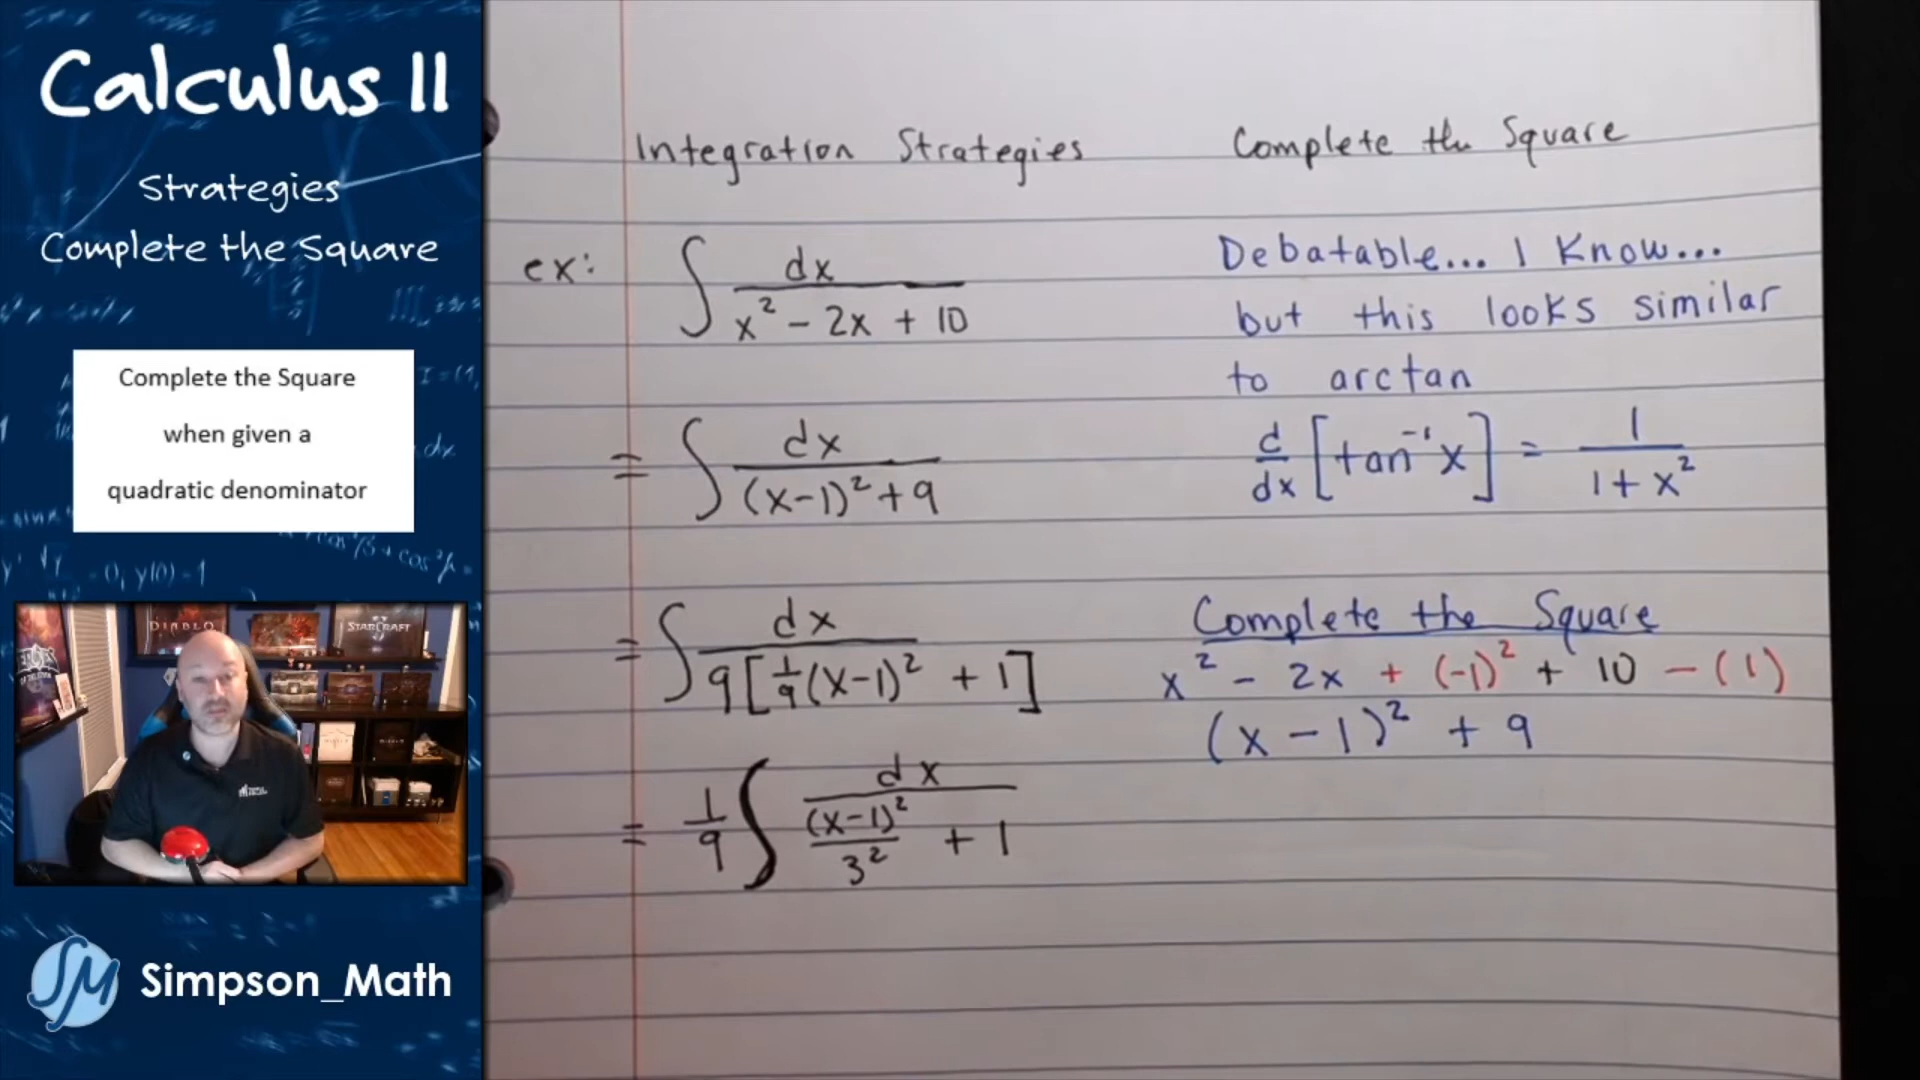 Calculus II
Strategies
Complete the Square
Complete the Square
when given a
quadratic denominator
DIABLO
STARCRAFT
Simpson_Math
Integration Strategies
Complete the Square
ex: ∫ dx / (x² - 2x + 10)
Debatable... I Know...
but this looks similar
to arctan
= ∫ dx / ((x-1)² + 9)
d/dx [tan⁻¹ x] = 1 / (1 + x²)
= ∫ dx / (9[1/9 (x-1)² + 1])
Complete the Square
x² - 2x + (-1)² + 10 - (1)
(x - 1)² + 9
= 1/9 ∫ dx / ((x-1)²/3² + 1)